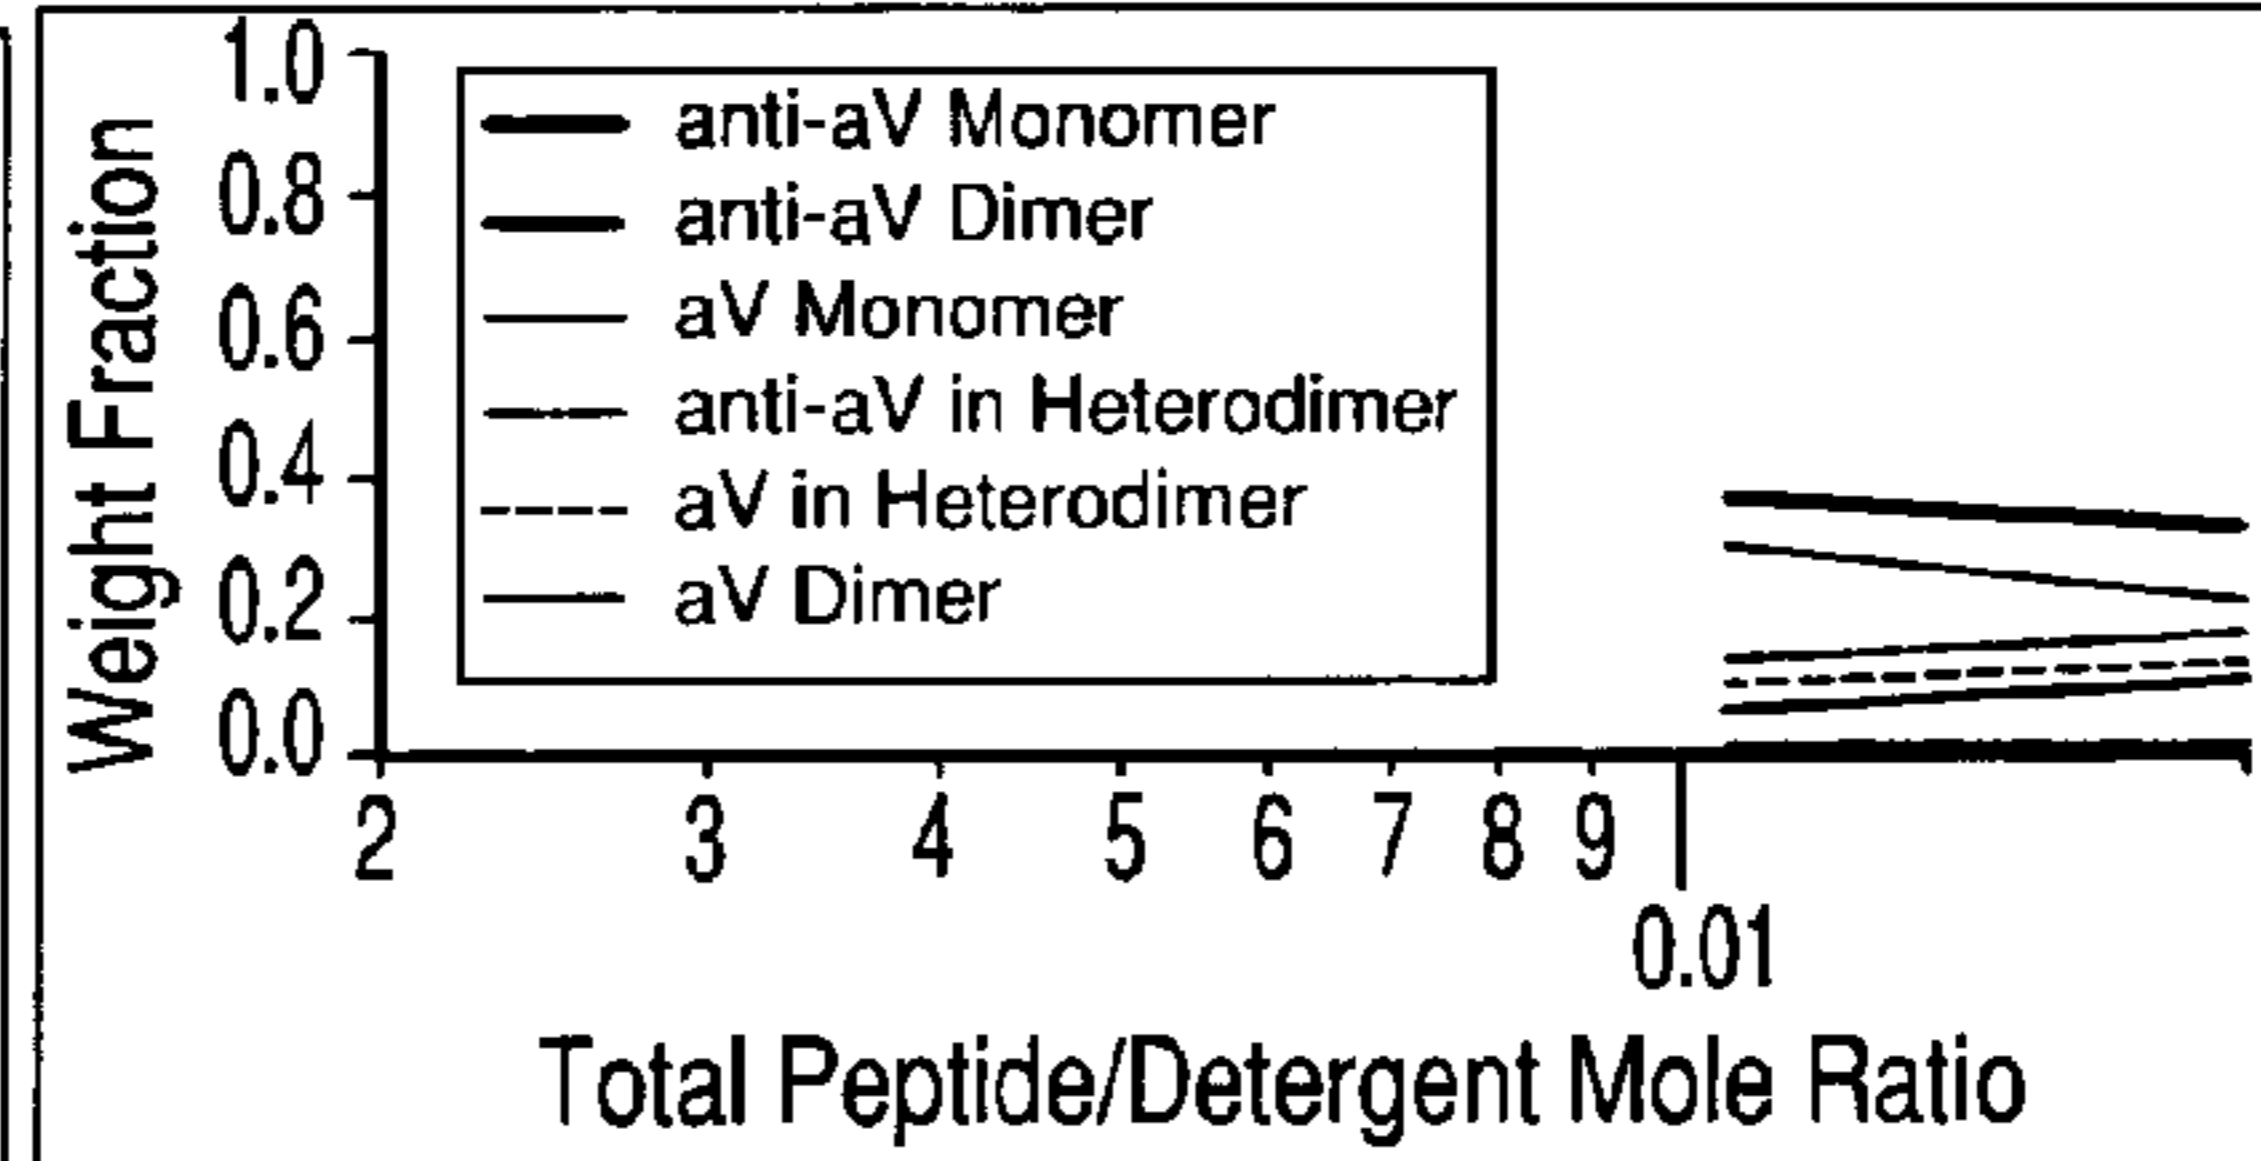 Weight Fraction
1.0
0.8
0.6
0.4
0.2
0.0
anti-aV Monomer
anti-aV Dimer
aV Monomer
anti-aV in Heterodimer
aV in Heterodimer
aV Dimer
2 3 4 5 6 7 8 9
0.01
Total Peptide/Detergent Mole Ratio